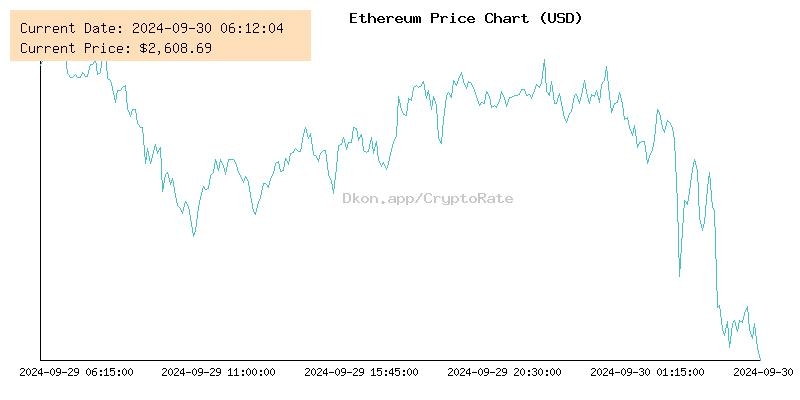 Ethereum Price Chart (USD)
Current Date: 2024-09-30 06:12:04
Current Price: $2,608.69
Dkon.app/CryptoRate
2024-09-29 06:15:00 2024-09-29 11:00:00 2024-09-29 15:45:00 2024-09-29 20:30:00 2024-09-30 01:15:00 2024-09-30